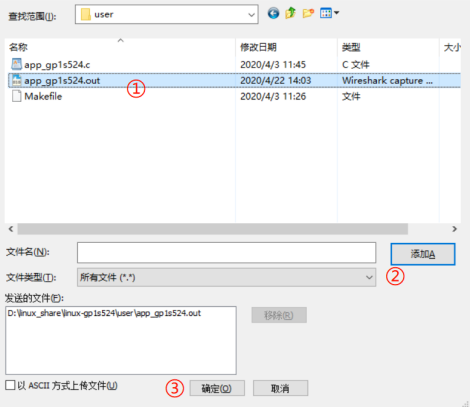 查找范围(I): user
名称 修改日期 类型 大小
app_gp1s524.c 2020/4/3 11:45 C 文件
app_gp1s524.out 2020/4/22 14:03 Wireshark capture ...
①
Makefile 2020/4/3 11:26 文件
文件名(N): 添加A
文件类型(T): 所有文件 (*.*)
②
发送的文件(F):
D:\linux_share\linux-gp1s524\user\app_gp1s524.out 移除(R)
以 ASCII 方式上传文件(U) ③ 确定(O) 取消